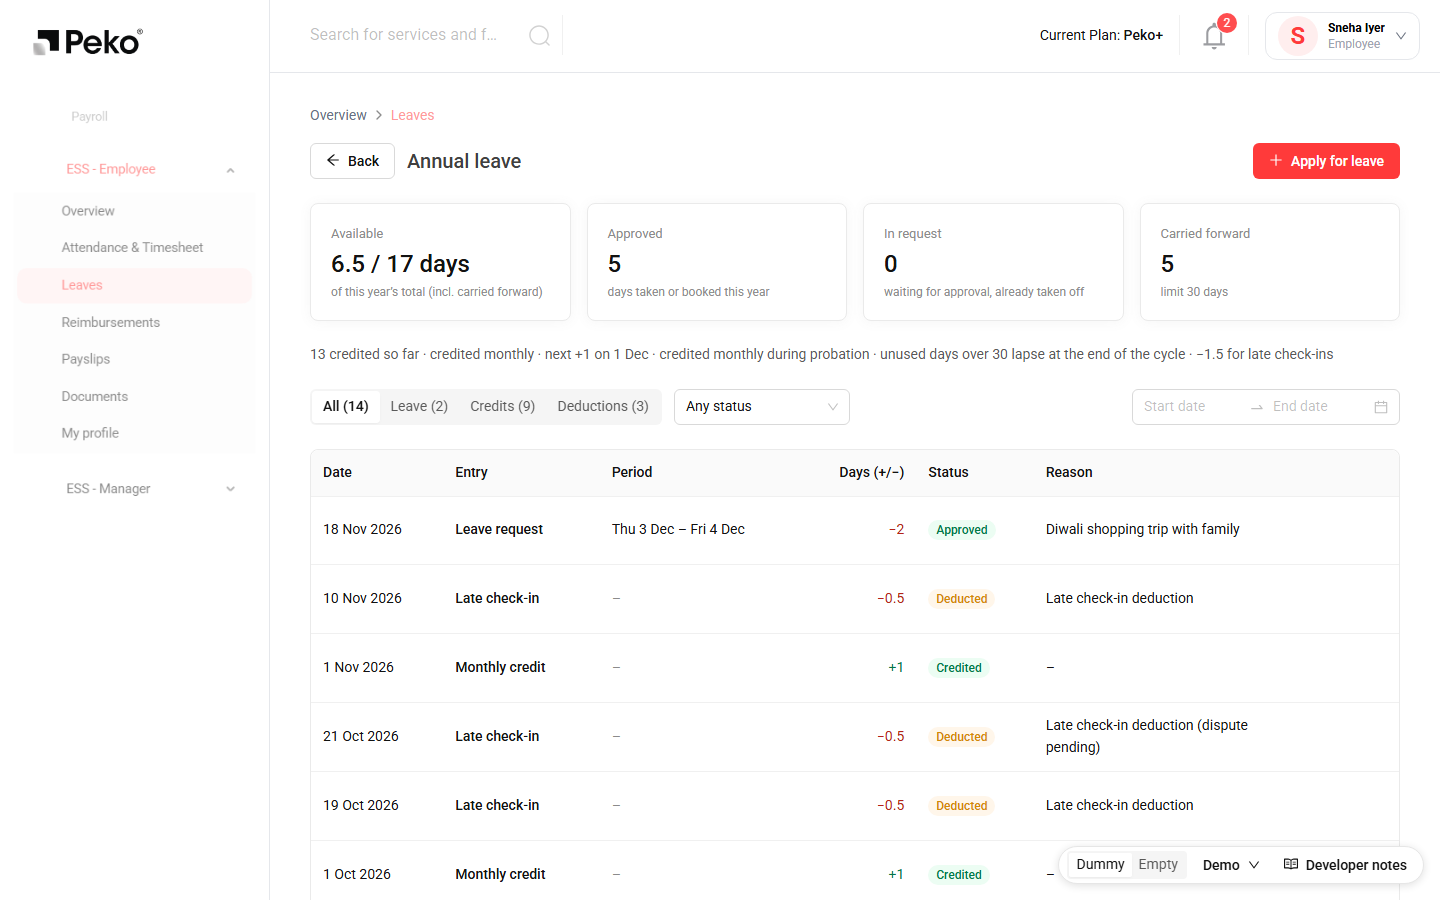 Peko®
Search for services and f...
Current Plan: Peko+
2
S
Sneha Iyer
Employee
Payroll
ESS - Employee
Overview
Attendance & Timesheet
Leaves
Reimbursements
Payslips
Documents
My profile
ESS - Manager
Overview > Leaves
Back
Annual leave
+ Apply for leave
Available
6.5 / 17 days
of this year's total (incl. carried forward)
Approved
5
days taken or booked this year
In request
0
waiting for approval, already taken off
Carried forward
5
limit 30 days
13 credited so far · credited monthly · next +1 on 1 Dec · credited monthly during probation · unused days over 30 lapse at the end of the cycle · −1.5 for late check-ins
All (14) Leave (2) Credits (9) Deductions (3)
Any status
Start date
End date
Date Entry Period Days (+/−) Status Reason
18 Nov 2026 Leave request Thu 3 Dec – Fri 4 Dec −2 Approved Diwali shopping trip with family
10 Nov 2026 Late check-in – −0.5 Deducted Late check-in deduction
1 Nov 2026 Monthly credit – +1 Credited –
21 Oct 2026 Late check-in – −0.5 Deducted Late check-in deduction (dispute
pending)
19 Oct 2026 Late check-in – −0.5 Deducted Late check-in deduction
1 Oct 2026 Monthly credit – +1 Credited –
Dummy Empty Demo Developer notes